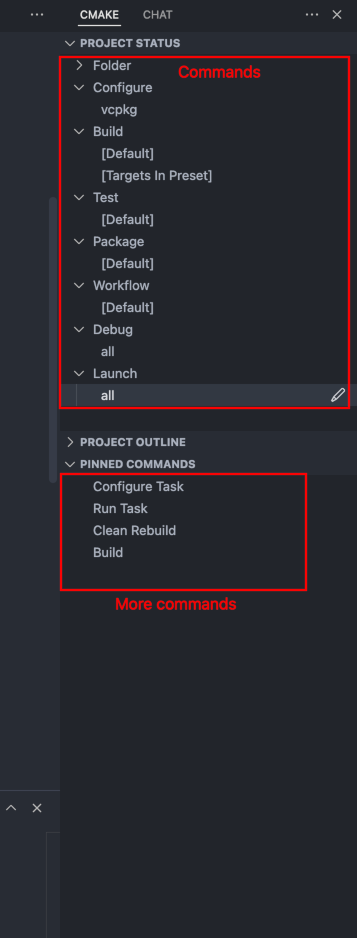 CMAKE CHAT
PROJECT STATUS
Folder
Commands
Configure
vcpkg
Build
[Default]
[Targets In Preset]
Test
[Default]
Package
[Default]
Workflow
[Default]
Debug
all
Launch
all
PROJECT OUTLINE
PINNED COMMANDS
Configure Task
Run Task
Clean Rebuild
Build
More commands